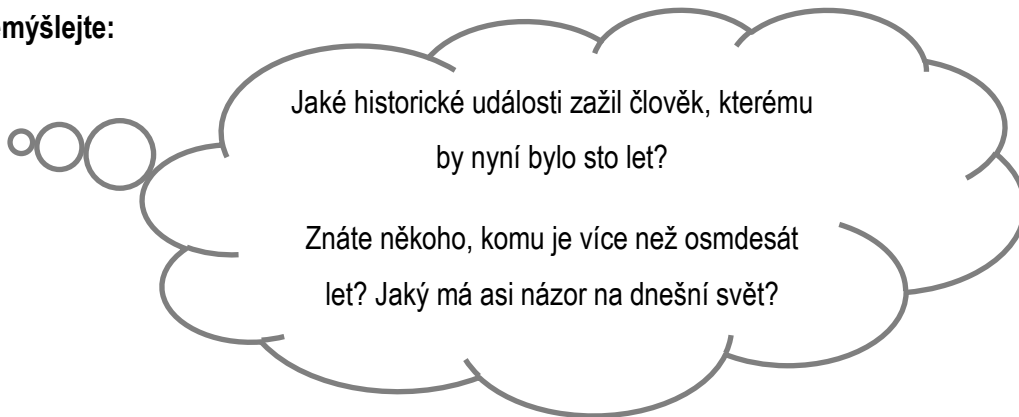 mýšlejte:
Jaké historické události zažil člověk, kterému
by nyní bylo sto let?
Znáte někoho, komu je více než osmdesát
let? Jaký má asi názor na dnešní svět?